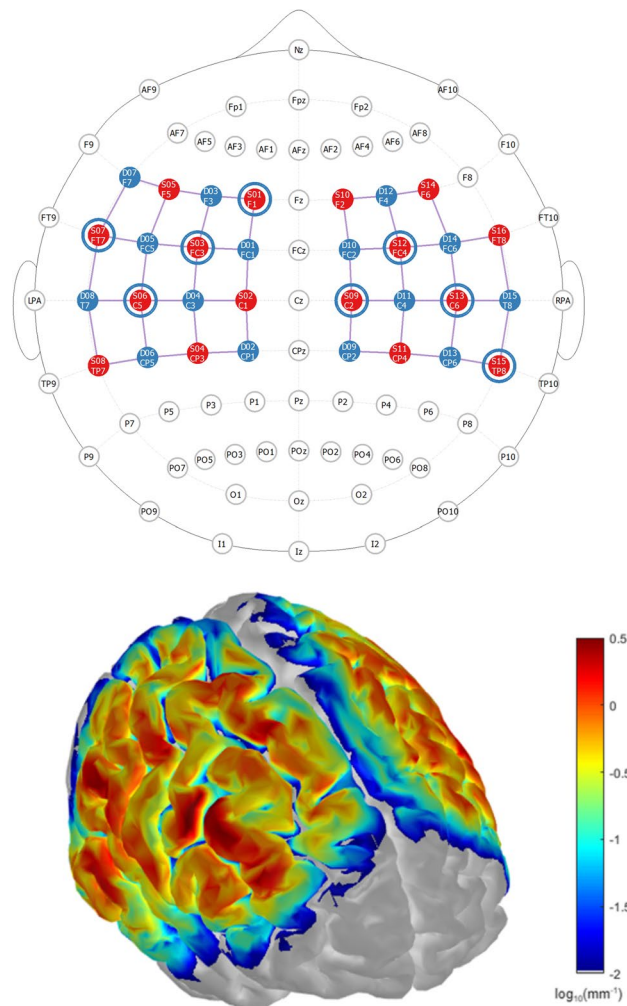 Nz
AF9
AF10
Fp1
Fpz
Fp2
AF7
AF5
AF3
AF1
AFz
AF2
AF4
AF6
AF8
F9
F10
D07
F7
S05
F5
D03
F3
S01
F1
Fz
S10
F2
D12
F4
S14
F6
F8
FT9
S07
FT7
D05
FC5
S03
FC3
D01
FC1
FCz
D10
FC2
S12
FC4
D14
FC6
S16
FT8
FT10
LPA
D08
T7
S06
C5
D04
C3
S02
C1
Cz
S09
C2
D11
C4
S13
C6
D15
T8
RPA
TP9
S08
TP7
D06
CP5
S04
CP3
D02
CP1
CPz
D09
CP2
S11
CP4
D13
CP6
S15
TP8
TP10
P9
P7
P5
P3
P1
Pz
P2
P4
P6
P8
P10
PO7
PO5
PO3
PO1
POz
PO2
PO4
PO6
PO8
PO9
O1
Oz
O2
PO10
I1
Iz
I2
0.5
0
-0.5
-1
-1.5
-2
log10(mm⁻¹)